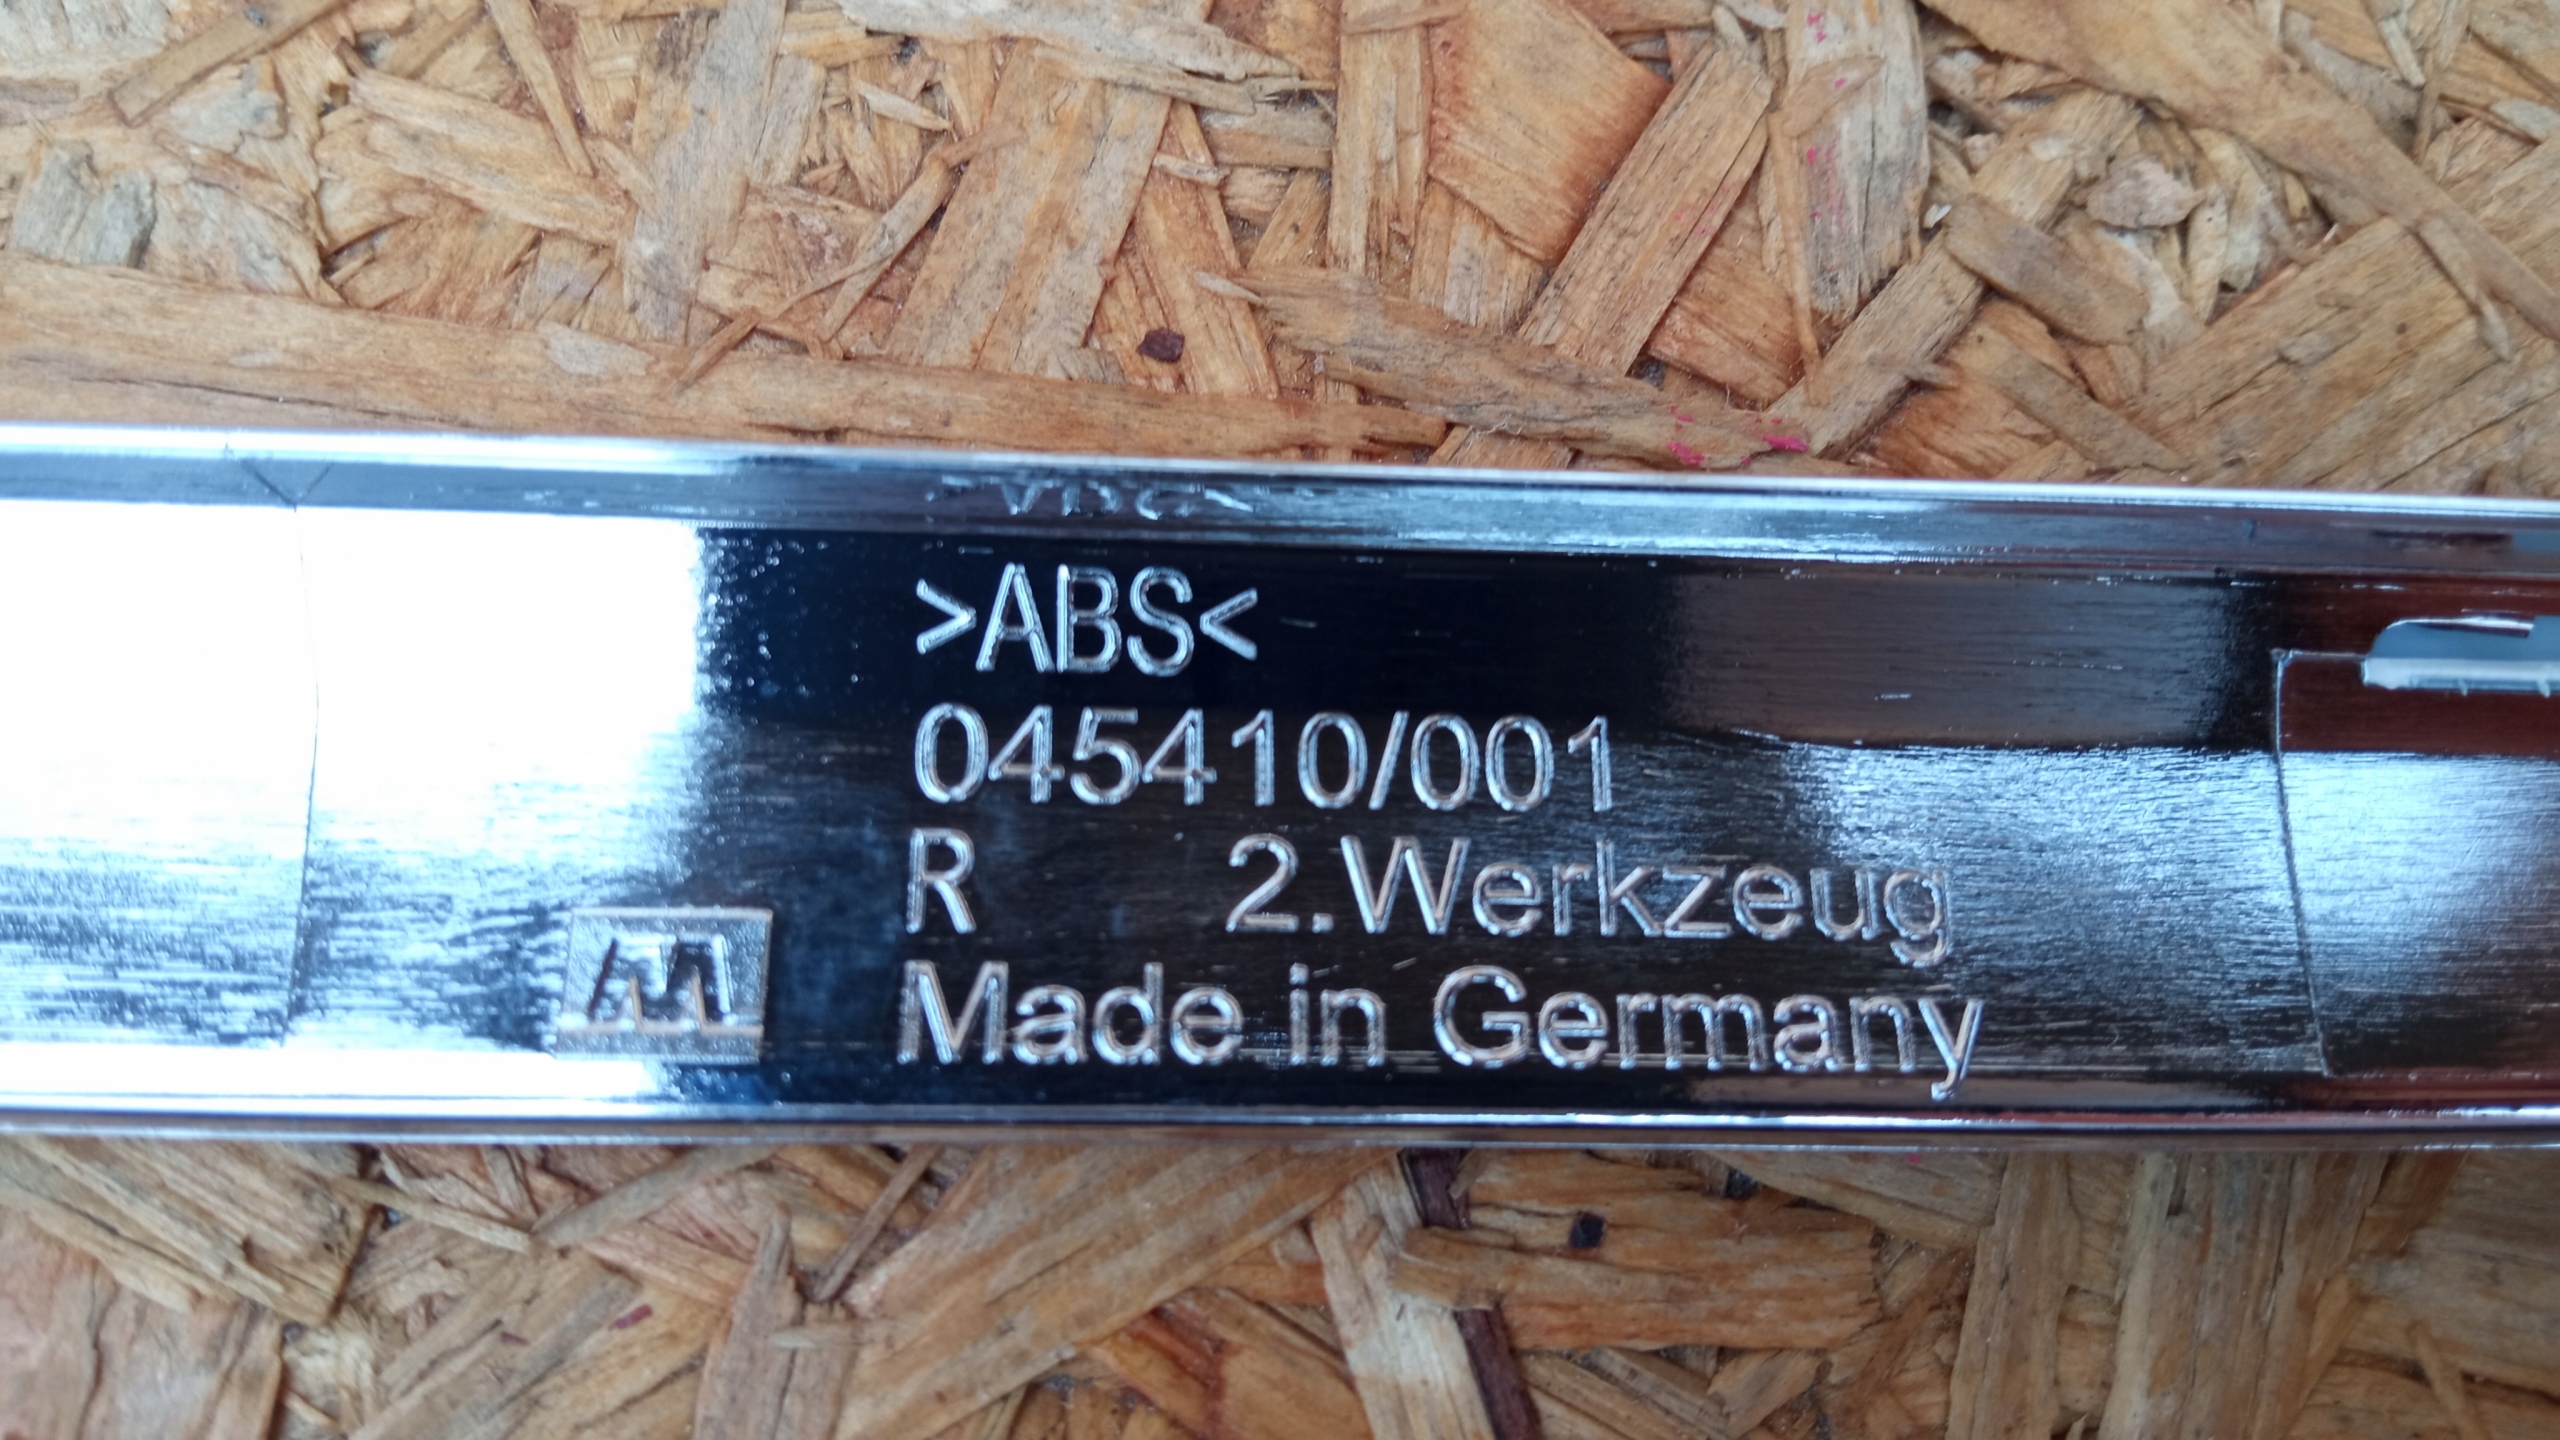 >ABS<
045410/001
R 2.Werkzeug
Made in Germany